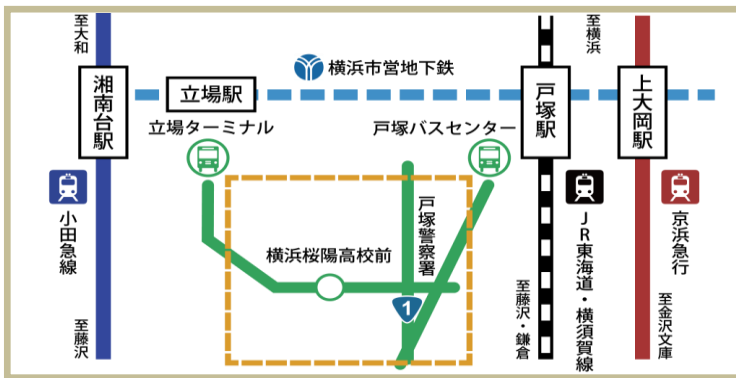 至大和
至横浜
横浜市営地下鉄
湘南台駅
立場駅
戸塚駅
上大岡駅
立場ターミナル
戸塚バスセンター
小田急線
戸塚警察署
横浜桜陽高校前
1
JR東海道・横須賀線
京浜急行
至藤沢
至藤沢・鎌倉
至金沢文庫